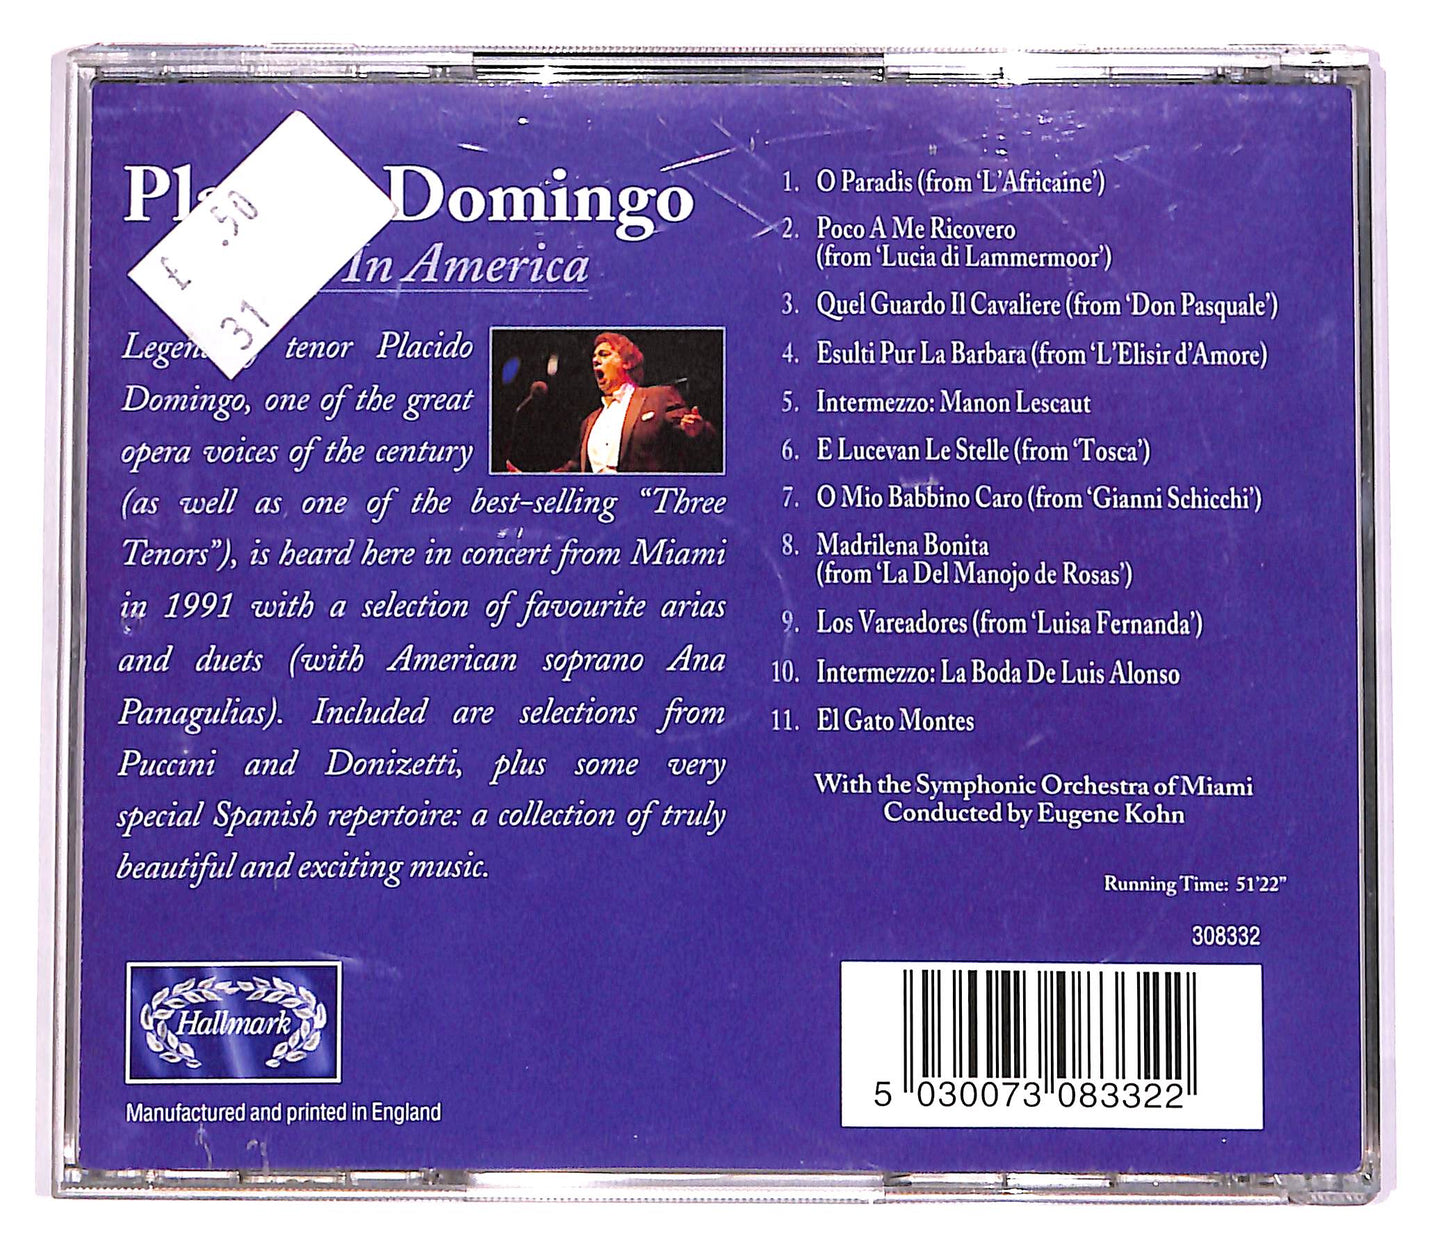 Domingo
In America
£ .50
31
tenor Placido
Domingo, one of the great
opera voices of the century
(as well as one of the best-selling “Three
Tenors”), is heard here in concert from Miami
in 1991 with a selection of favourite arias
and duets (with American soprano Ana
Panagulias). Included are selections from
Puccini and Donizetti, plus some very
special Spanish repertoire: a collection of truly
beautiful and exciting music.
Hallmark
Manufactured and printed in England
1. O Paradis (from ‘L’Africaine’)
2. Poco A Me Ricovero
(from ‘Lucia di Lammermoor’)
3. Quel Guardo Il Cavaliere (from ‘Don Pasquale’)
4. Esulti Pur La Barbara (from ‘L’Elisir d’Amore)
5. Intermezzo: Manon Lescaut
6. E Lucevan Le Stelle (from ‘Tosca’)
7. O Mio Babbino Caro (from ‘Gianni Schicchi’)
8. Madrilena Bonita
(from ‘La Del Manojo de Rosas’)
9. Los Vareadores (from ‘Luisa Fernanda’)
10. Intermezzo: La Boda De Luis Alonso
11. El Gato Montes
With the Symphonic Orchestra of Miami
Conducted by Eugene Kohn
Running Time: 51’22”
308332
5 030073 083322